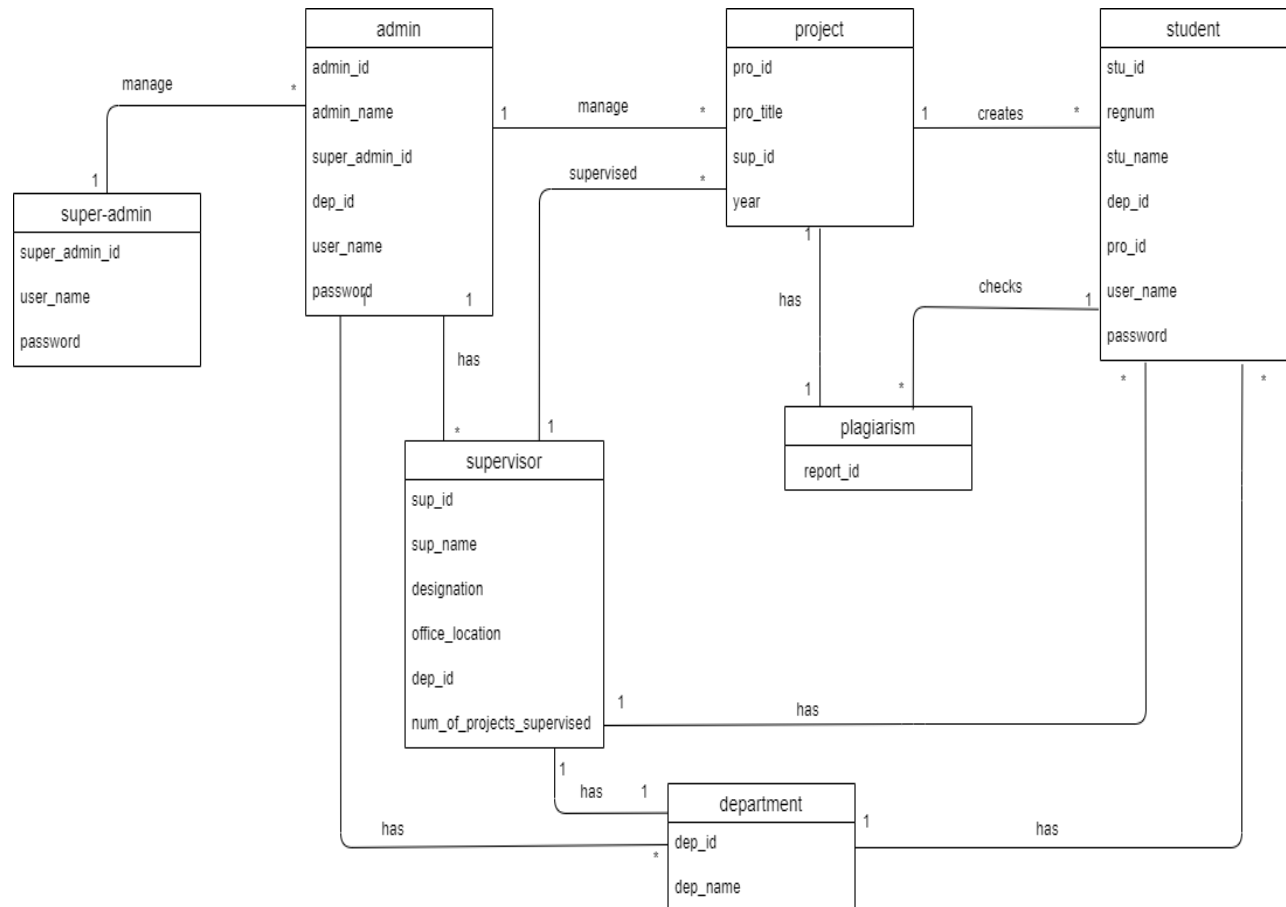 admin
admin_id
admin_name
super_admin_id
dep_id
user_name
password
1
1
project
pro_id
pro_title
sup_id
year
1
student
stu_id
regnum
stu_name
dep_id
pro_id
user_name
password
manage
*
1
super-admin
super_admin_id
user_name
password
1
manage
*
1
creates
*
supervised
*
1
has
1
checks
1
*
plagiarism
report_id
has
*
supervisor
sup_id
sup_name
designation
office_location
dep_id
num_of_projects_supervised
1
has
*
*
1
has
1
department
dep_id
dep_name
has
*
1
has